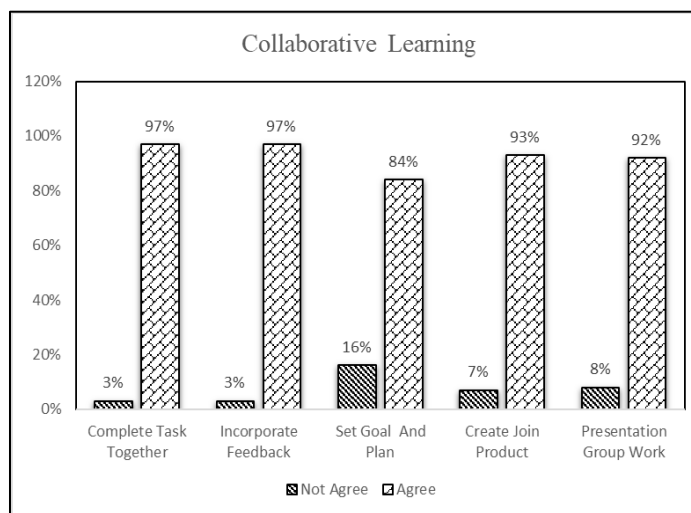 Collaborative Learning
120%
100%
80%
60%
40%
20%
0%
97%
97%
84%
93%
92%
3%
3%
16%
7%
8%
Complete Task
Together
Incorporate
Feedback
Set Goal And
Plan
Create Join
Product
Presentation
Group Work
Not Agree
Agree